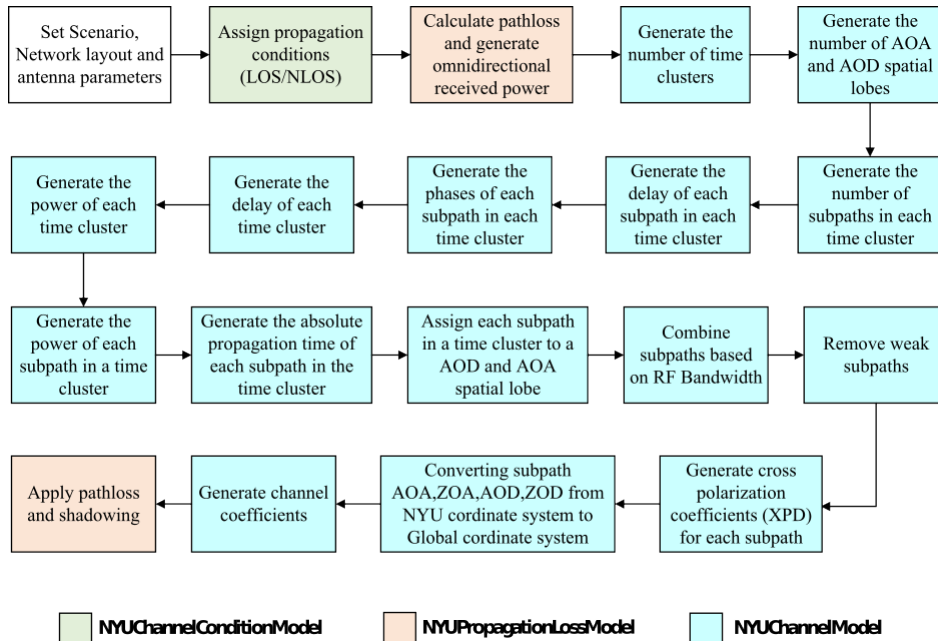 Set Scenario,
Network layout and
antenna parameters
Assign propagation
conditions
(LOS/NLOS)
Calculate pathloss
and generate
omnidirectional
received power
Generate the
number of time
clusters
Generate the
number of AOA
and AOD spatial
lobes
Generate the
power of each
time cluster
Generate the
delay of each
time cluster
Generate the
phases of each
subpath in each
time cluster
Generate the
delay of each
subpath in each
time cluster
Generate the
number of
subpaths in each
time cluster
Generate the
power of each
subpath in a time
cluster
Generate the absolute
propagation time of
each subpath in the
time cluster
Assign each subpath
in a time cluster to a
AOD and AOA
spatial lobe
Combine
subpaths based
on RF Bandwidth
Remove weak
subpaths
Apply pathloss
and shadowing
Generate channel
coefficients
Converting subpath
AOA,ZOA,AOD,ZOD from
NYU cordinate system to
Global cordinate system
Generate cross
polarization
coefficients (XPD)
for each subpath
NYUChannelConditionModel
NYUPropagationLossModel
NYUChannelModel